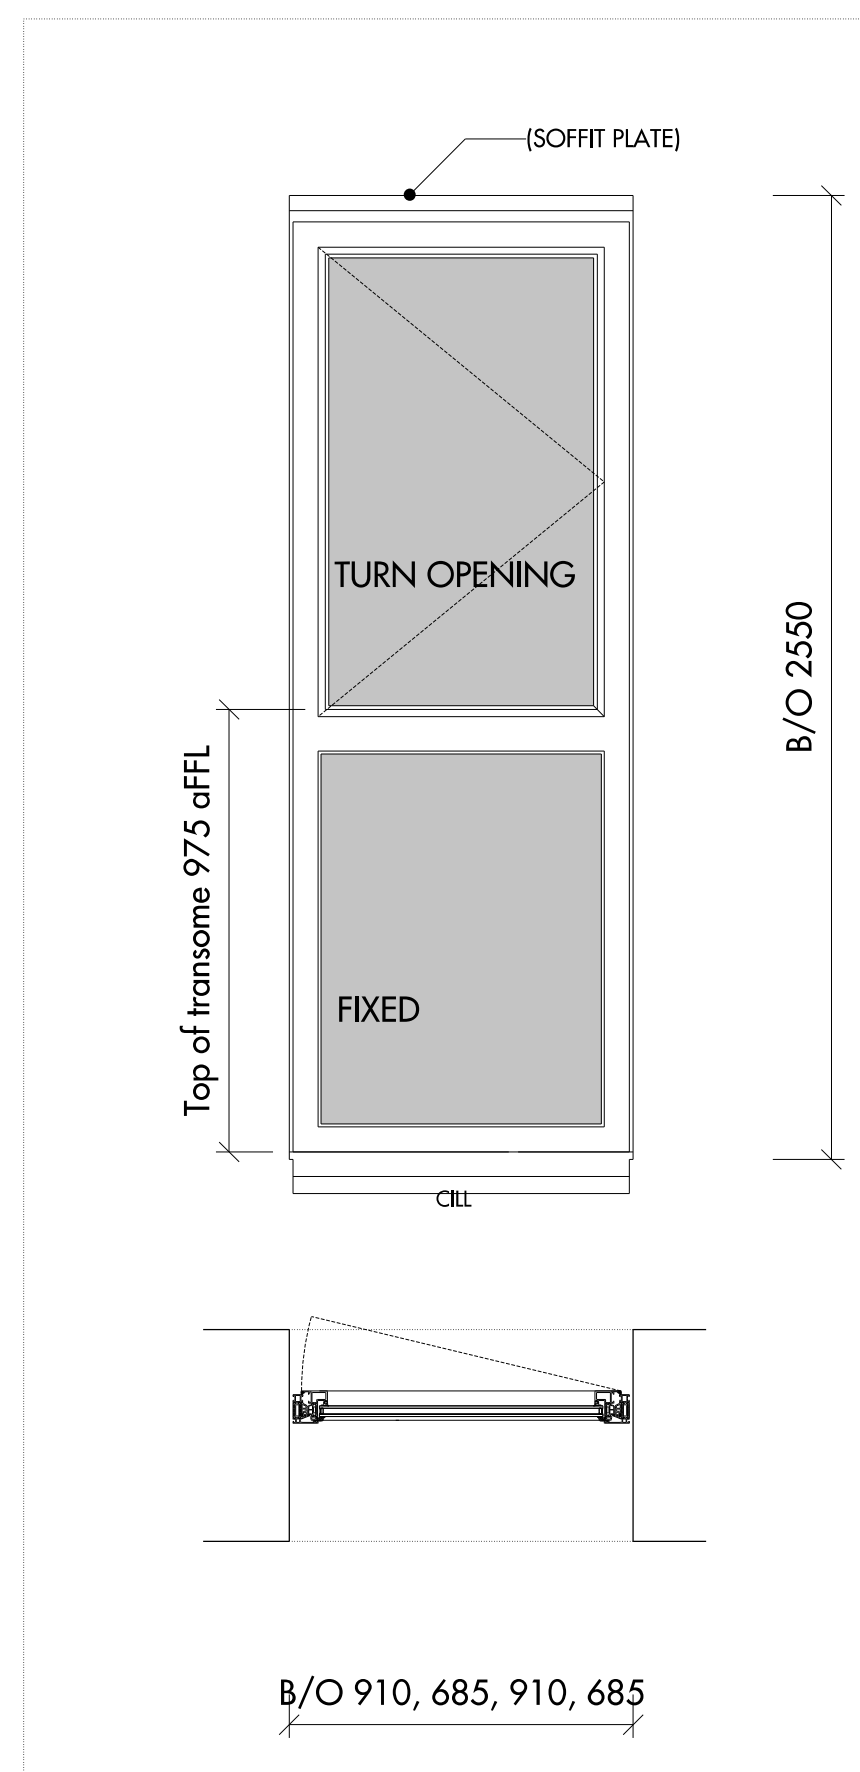 (SOFFIT PLATE)
TURN OPENING
B/O 2550
Top of transome 975 aFFL
FIXED
CILL
B/O 910, 685, 910, 685